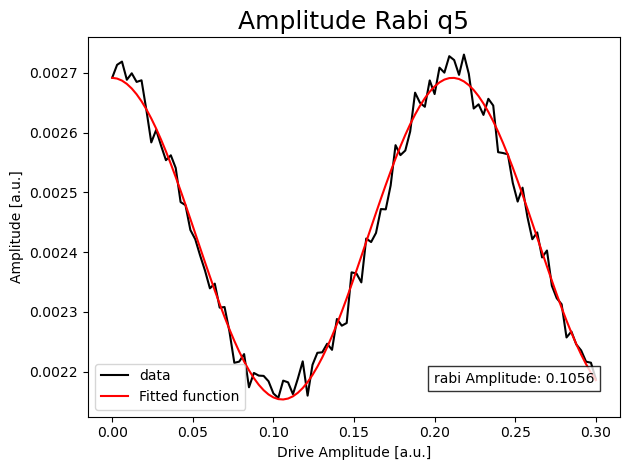 Amplitude Rabi q5
Amplitude [a.u.]
0.0027
0.0026
0.0025
0.0024
0.0023
0.0022
data
Fitted function
rabi Amplitude: 0.1056
0.00 0.05 0.10 0.15 0.20 0.25 0.30
Drive Amplitude [a.u.]